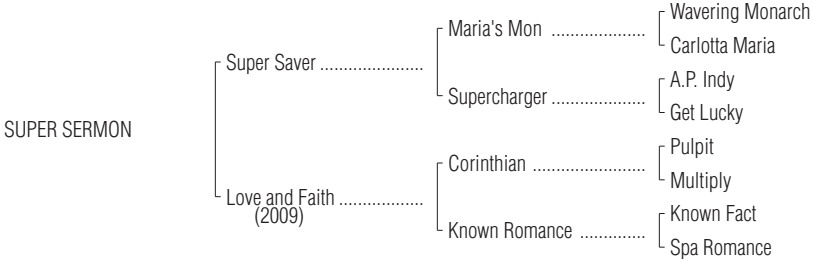 Wavering Monarch
Maria's Mon ....................
Carlotta Maria
Super Saver ......................
A.P. Indy
Supercharger ....................
Get Lucky
SUPER SERMON
Pulpit
Corinthian ........................
Multiply
Love and Faith ..................
(2009)
Known Fact
Known Romance ..............
Spa Romance